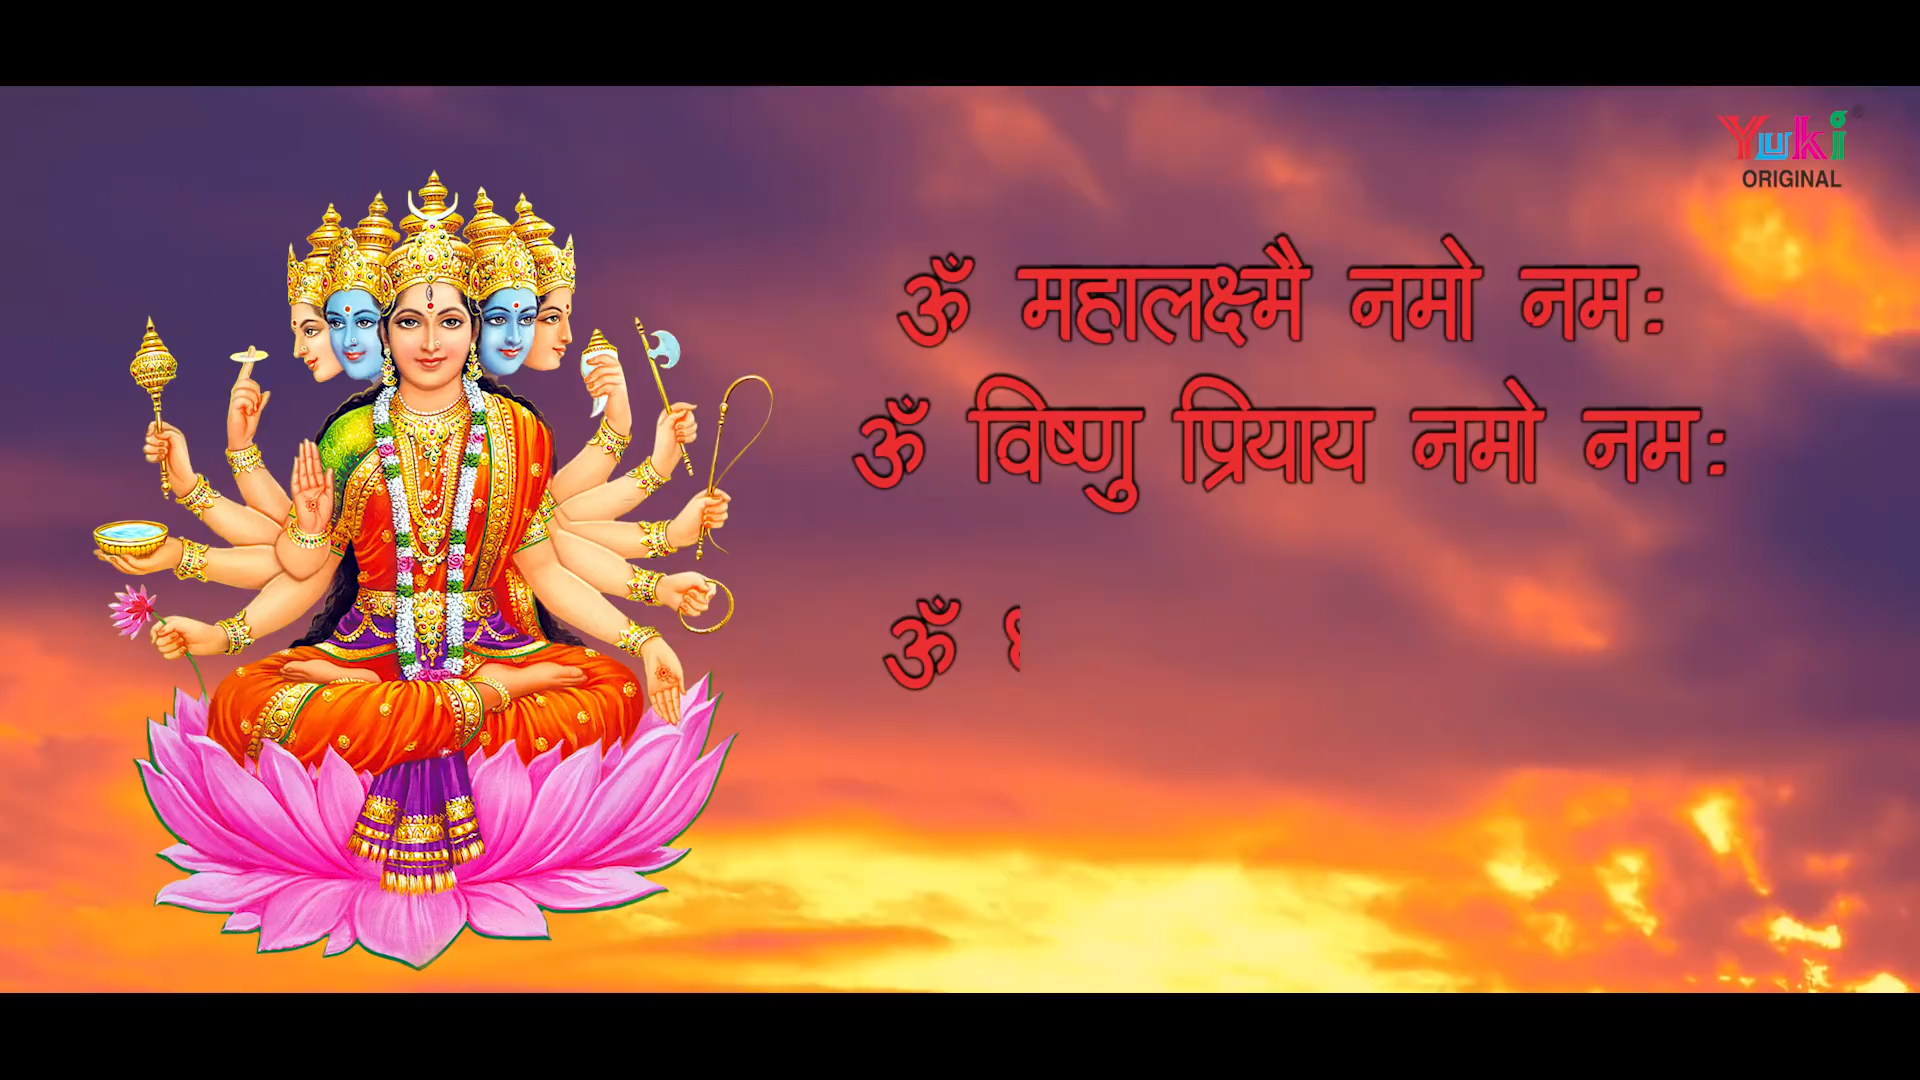 Yuki
ORIGINAL
ॐ महालक्ष्मै नमो नमः
ॐ विष्णु प्रियाय नमो नमः
ॐ